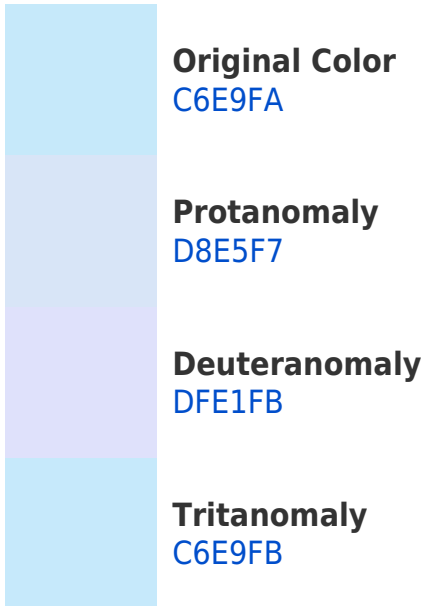 Original Color
C6E9FA
Protanomaly
D8E5F7
Deuteranomaly
DFE1FB
Tritanomaly
C6E9FB